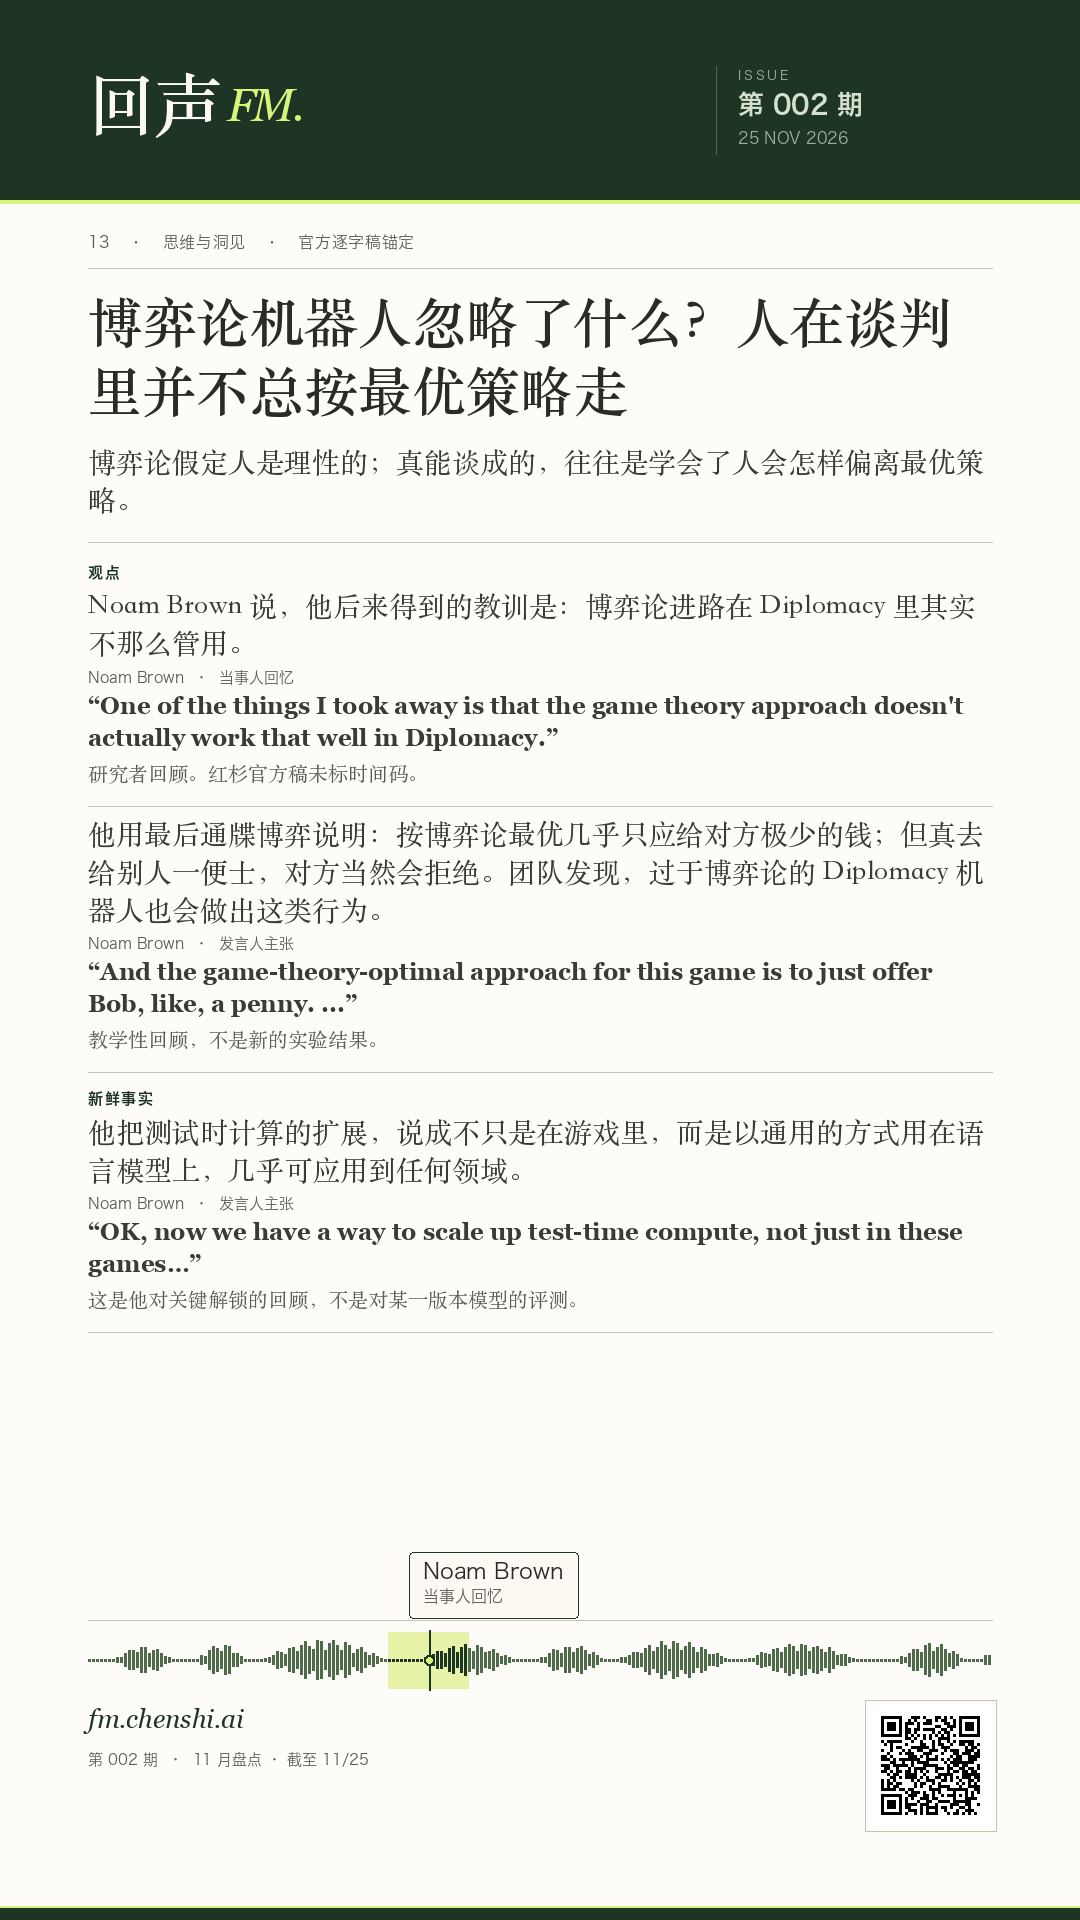 回声 FM.
ISSUE
第 002 期
25 NOV 2026
13 · 思维与洞见 · 官方逐字稿锚定
博弈论机器人忽略了什么？人在谈判
里并不总按最优策略走
博弈论假定人是理性的；真能谈成的，往往是学会了人会怎样偏离最优策
略。
观点
Noam Brown 说，他后来得到的教训是：博弈论进路在 Diplomacy 里其实
不那么管用。
Noam Brown · 当事人回忆
“One of the things I took away is that the game theory approach doesn't
actually work that well in Diplomacy.”
研究者回顾。红杉官方稿未标时间码。
他用最后通牒博弈说明：按博弈论最优几乎只应给对方极少的钱；但真去
给别人一便士，对方当然会拒绝。团队发现，过于博弈论的 Diplomacy 机
器人也会做出这类行为。
Noam Brown · 发言人主张
“And the game-theory-optimal approach for this game is to just offer
Bob, like, a penny. …”
教学性回顾，不是新的实验结果。
新鲜事实
他把测试时计算的扩展，说成不只是在游戏里，而是以通用的方式用在语
言模型上，几乎可应用到任何领域。
Noam Brown · 发言人主张
“OK, now we have a way to scale up test-time compute, not just in these
games…”
这是他对关键解锁的回顾，不是对某一版本模型的评测。
Noam Brown
当事人回忆
fm.chenshi.ai
第 002 期 · 11 月盘点 · 截至 11/25